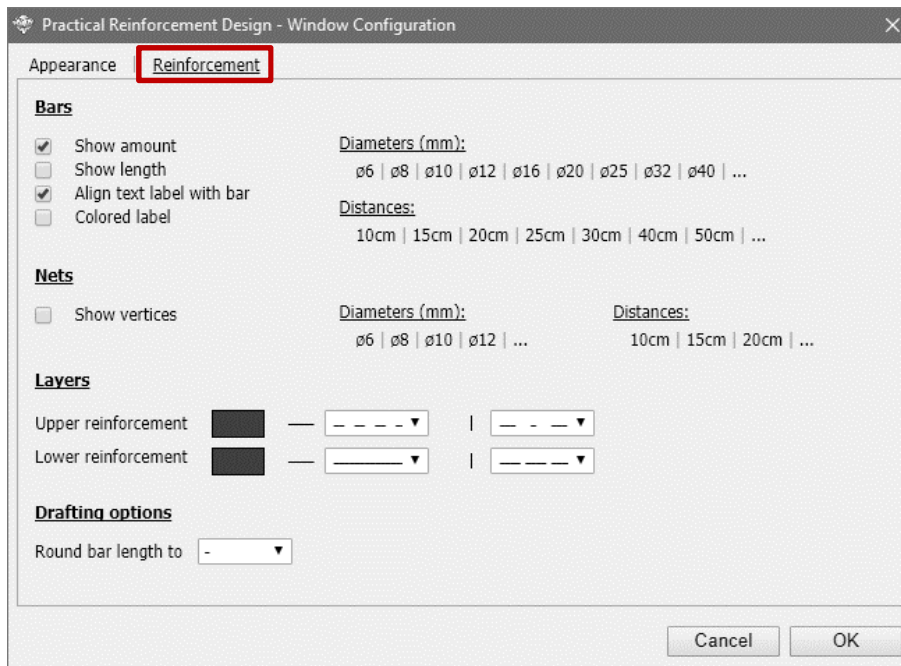 Practical Reinforcement Design - Window Configuration
Appearance | Reinforcement
Bars
Show amount
Show length
Align text label with bar
Colored label
Diameters (mm):
ø6 | ø8 | ø10 | ø12 | ø16 | ø20 | ø25 | ø32 | ø40 | ...
Distances:
10cm | 15cm | 20cm | 25cm | 30cm | 40cm | 50cm | ...
Nets
Show vertices
Diameters (mm):
ø6 | ø8 | ø10 | ø12 | ...
Distances:
10cm | 15cm | 20cm | ...
Layers
Upper reinforcement
Lower reinforcement
Drafting options
Round bar length to -
Cancel OK